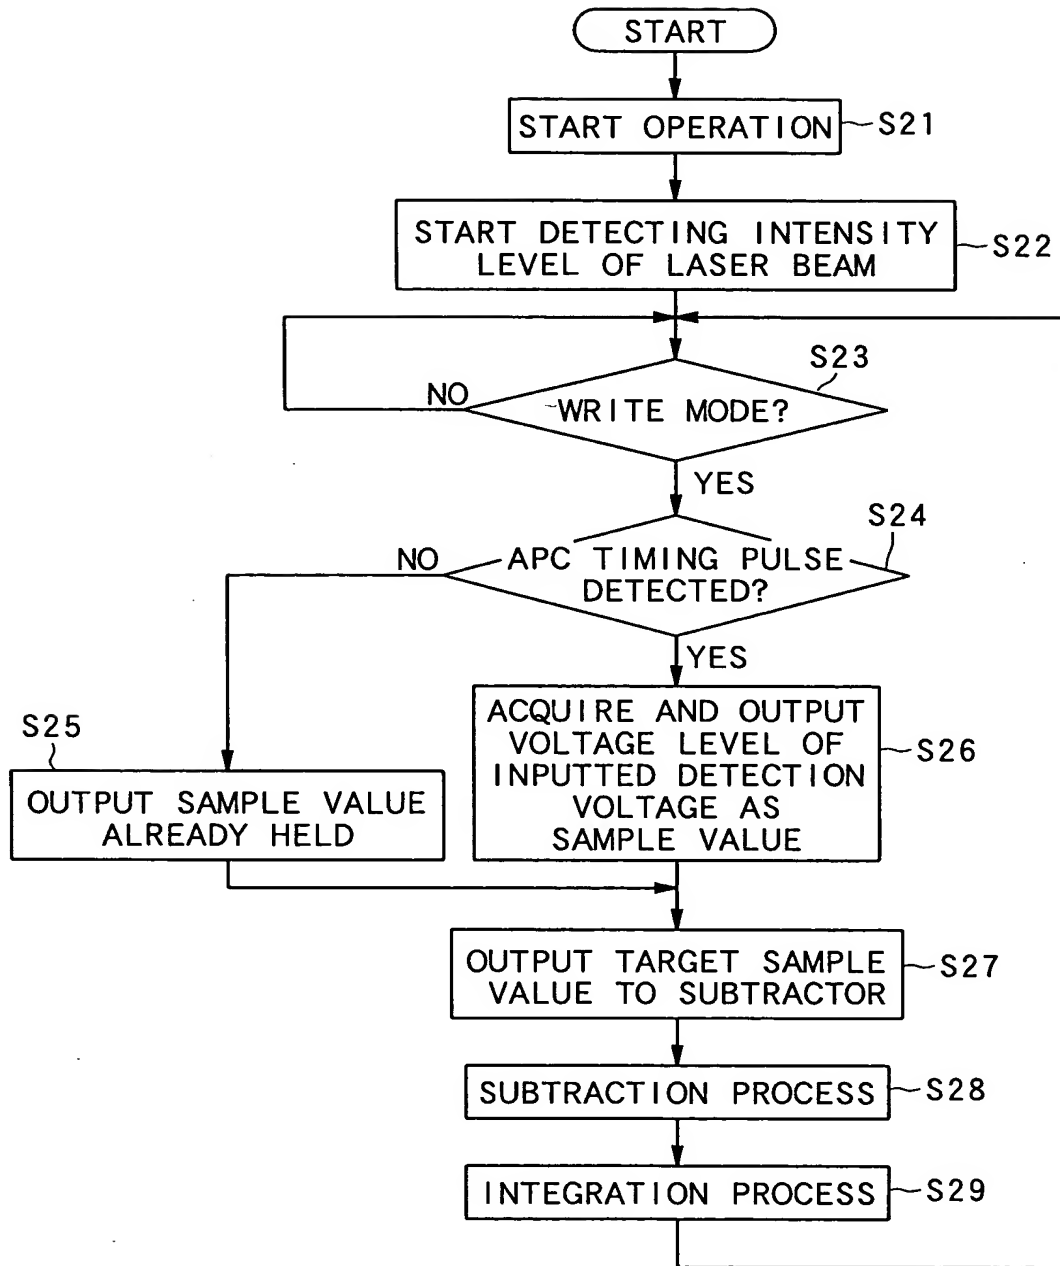 START
START OPERATION
S21
START DETECTING INTENSITY
LEVEL OF LASER BEAM
S22
S23
NO
WRITE MODE?
YES
S24
NO
APC TIMING PULSE
DETECTED?
YES
S25
OUTPUT SAMPLE VALUE
ALREADY HELD
ACQUIRE AND OUTPUT
VOLTAGE LEVEL OF
INPUTTED DETECTION
VOLTAGE AS
SAMPLE VALUE
S26
OUTPUT TARGET SAMPLE
VALUE TO SUBTRACTOR
S27
SUBTRACTION PROCESS
S28
INTEGRATION PROCESS
S29